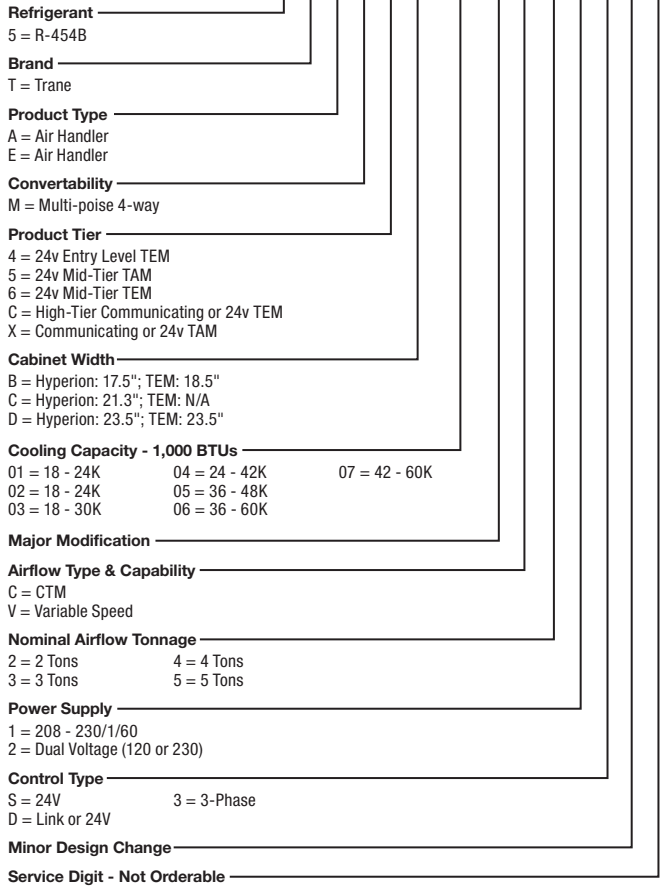 Refrigerant
5 = R-454B
Brand
T = Trane
Product Type
A = Air Handler
E = Air Handler
Convertability
M = Multi-poise 4-way
Product Tier
4 = 24v Entry Level TEM
5 = 24v Mid-Tier TAM
6 = 24v Mid-Tier TEM
C = High-Tier Communicating or 24v TEM
X = Communicating or 24v TAM
Cabinet Width
B = Hyperion: 17.5"; TEM: 18.5"
C = Hyperion: 21.3"; TEM: N/A
D = Hyperion: 23.5"; TEM: 23.5"
Cooling Capacity - 1,000 BTUs
01 = 18 - 24K 04 = 24 - 42K 07 = 42 - 60K
02 = 18 - 24K 05 = 36 - 48K
03 = 18 - 30K 06 = 36 - 60K
Major Modification
Airflow Type & Capability
C = CTM
V = Variable Speed
Nominal Airflow Tonnage
2 = 2 Tons 4 = 4 Tons
3 = 3 Tons 5 = 5 Tons
Power Supply
1 = 208 - 230/1/60
2 = Dual Voltage (120 or 230)
Control Type
S = 24V 3 = 3-Phase
D = Link or 24V
Minor Design Change
Service Digit - Not Orderable